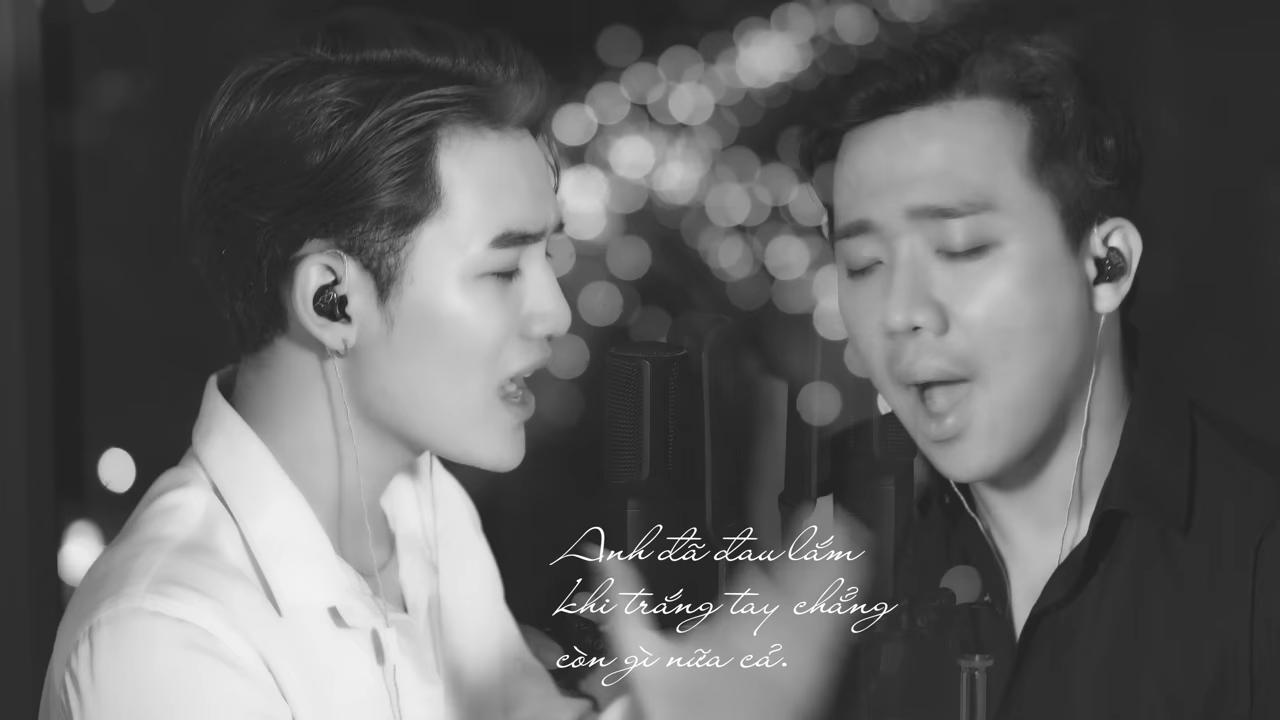 Anh đã đau lắm
khi trắng tay chẳng
còn gì nữa cả.